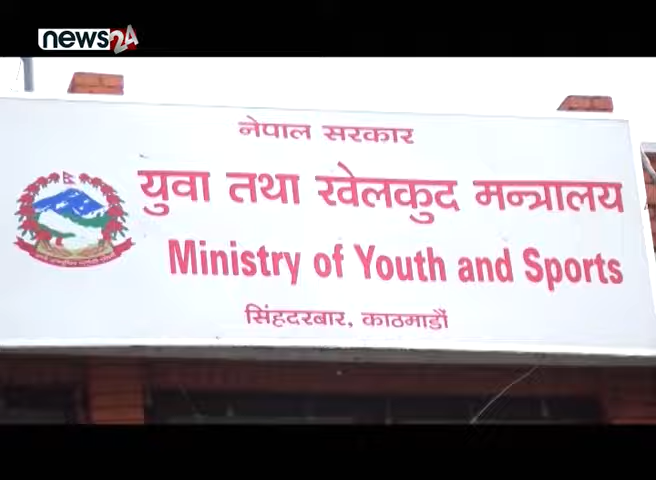 news24
नेपाल सरकार
युवा तथा खेलकुद मन्त्रालय
Ministry of Youth and Sports
सिंहदरबार, काठमाडौं